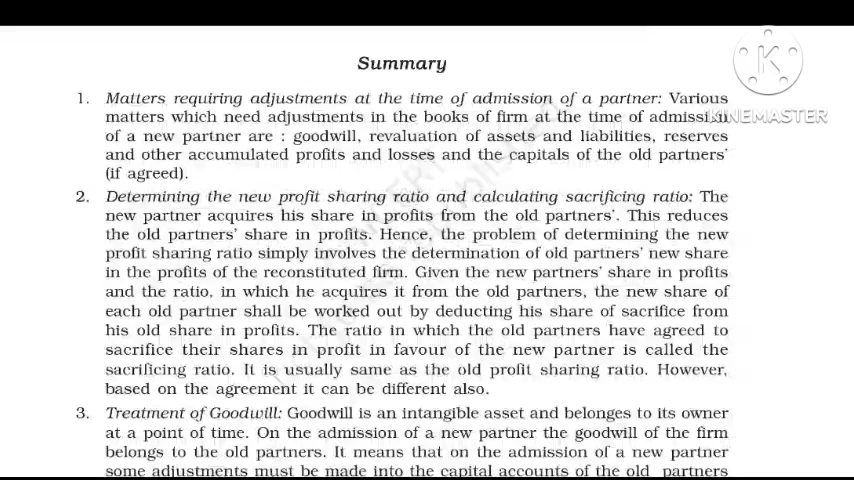 Summary
1. Matters requiring adjustments at the time of admission of a partner: Various
matters which need adjustments in the books of firm at the time of admission
of a new partner are : goodwill, revaluation of assets and liabilities, reserves
and other accumulated profits and losses and the capitals of the old partners'
(if agreed).
2. Determining the new profit sharing ratio and calculating sacrificing ratio: The
new partner acquires his share in profits from the old partners'. This reduces
the old partners' share in profits. Hence, the problem of determining the new
profit sharing ratio simply involves the determination of old partners' new share
in the profits of the reconstituted firm. Given the new partners' share in profits
and the ratio, in which he acquires it from the old partners, the new share of
each old partner shall be worked out by deducting his share of sacrifice from
his old share in profits. The ratio in which the old partners have agreed to
sacrifice their shares in profit in favour of the new partner is called the
sacrificing ratio. It is usually same as the old profit sharing ratio. However,
based on the agreement it can be different also.
3. Treatment of Goodwill: Goodwill is an intangible asset and belongs to its owner
at a point of time. On the admission of a new partner the goodwill of the firm
belongs to the old partners. It means that on the admission of a new partner
some adjustments must be made into the capital accounts of the old partners
K
KINEMASTER